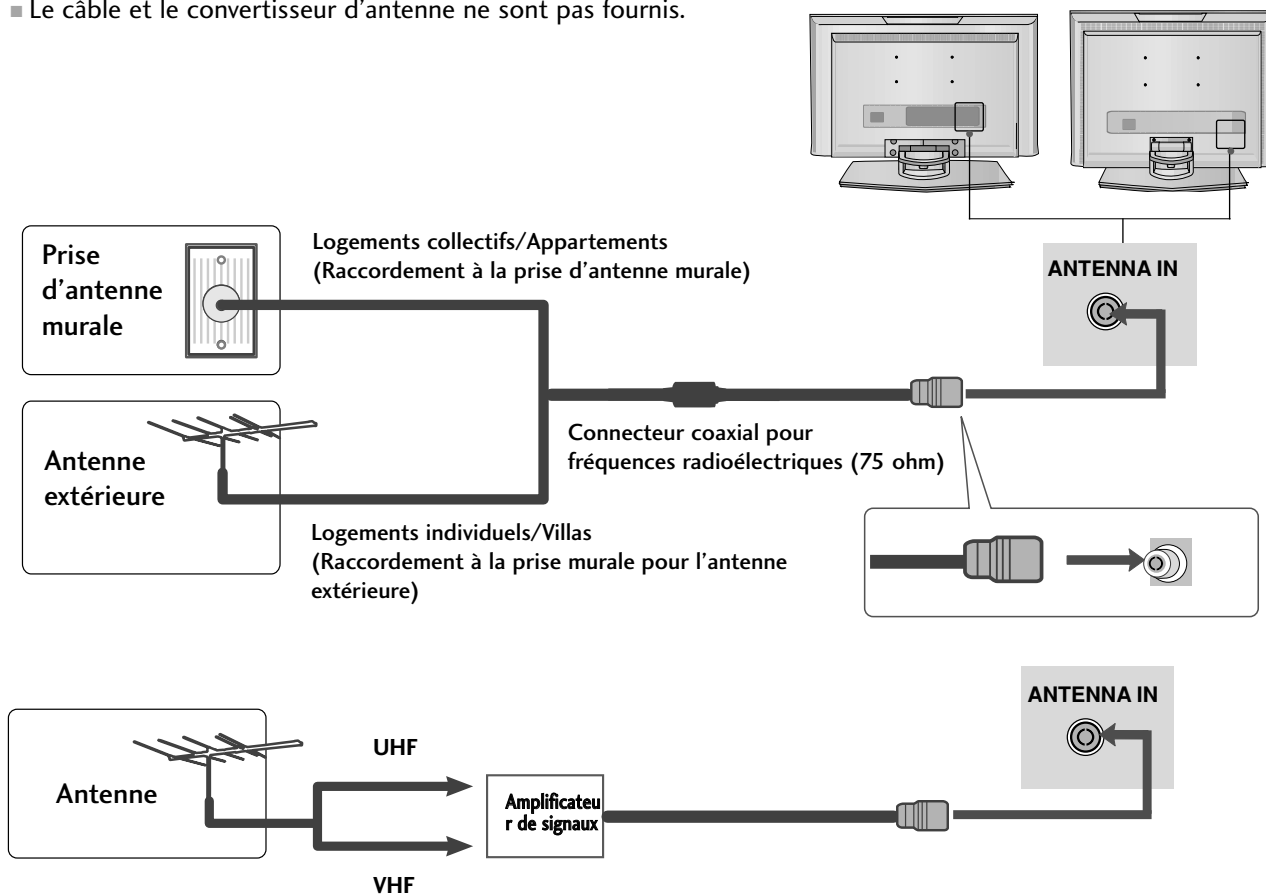 Le câble et le convertisseur d'antenne ne sont pas fournis.
Prise
d'antenne
murale
Logements collectifs/Appartements
(Raccordement à la prise d'antenne murale)
ANTENNA IN
Antenne
extérieure
Connecteur coaxial pour
fréquences radioélectriques (75 ohm)
Logements individuels/Villas
(Raccordement à la prise murale pour l'antenne
extérieure)
ANTENNA IN
Antenne
UHF
Amplificateu
r de signaux
VHF